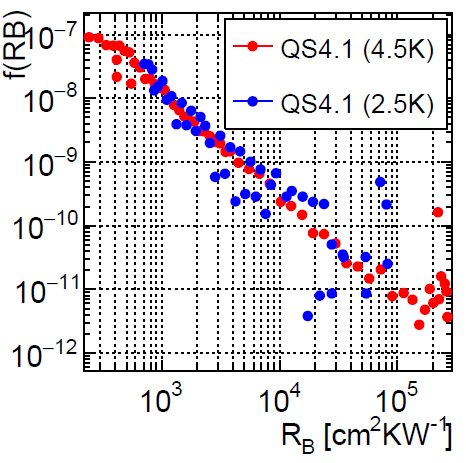 f(RB)
10⁻⁷
10⁻⁸
10⁻⁹
10⁻¹⁰
10⁻¹¹
10⁻¹²
QS4.1 (4.5K)
QS4.1 (2.5K)
10³ 10⁴ 10⁵
R_B [cm²KW⁻¹]